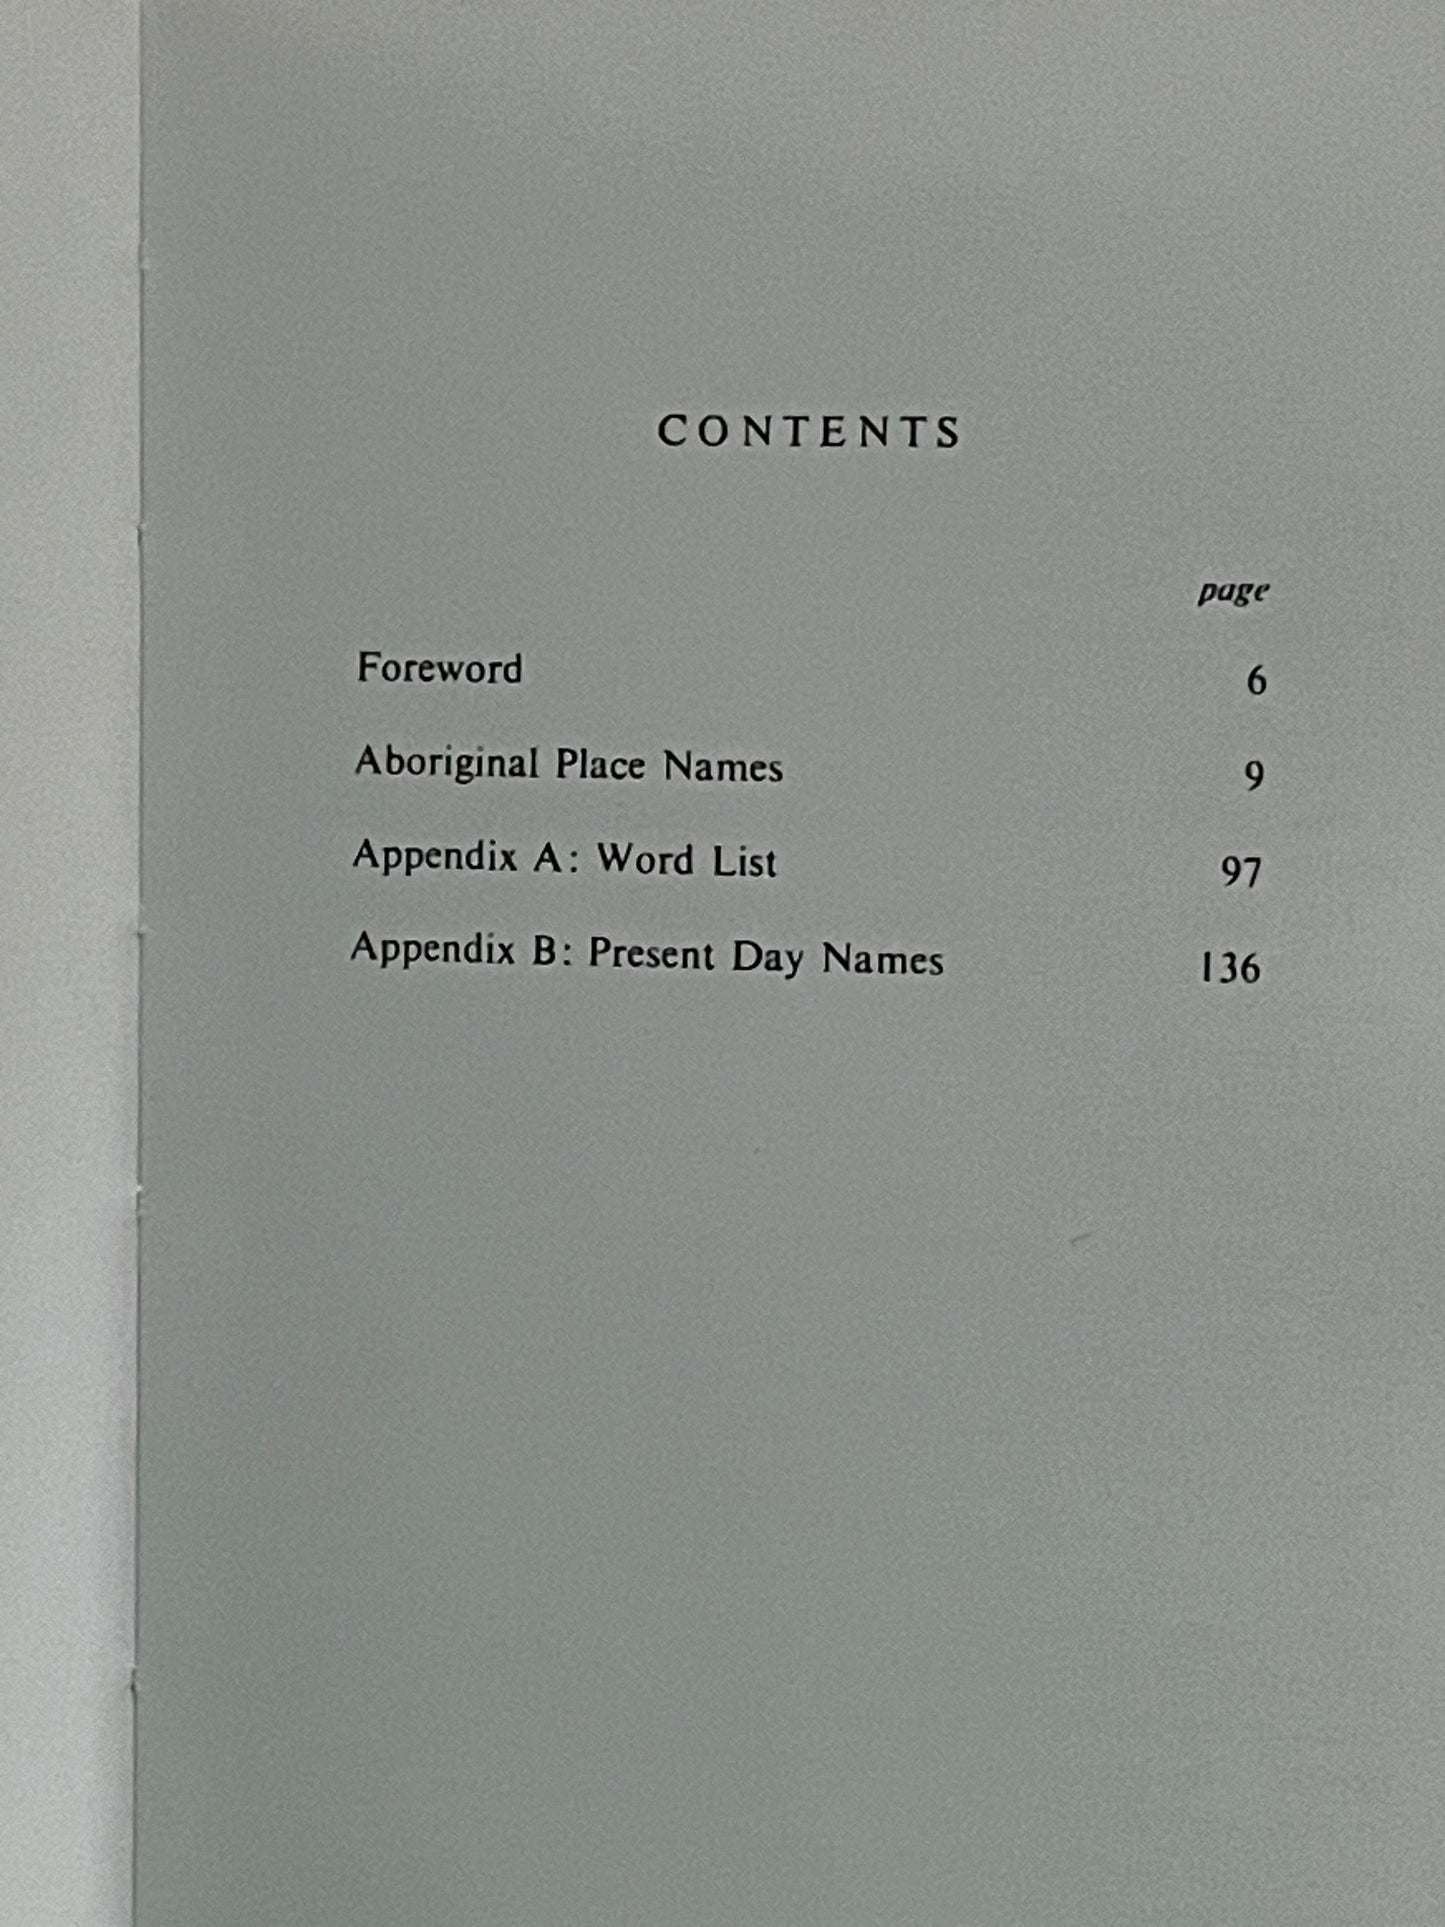 CONTENTS
page
Foreword 6
Aboriginal Place Names 9
Appendix A: Word List 97
Appendix B: Present Day Names 136